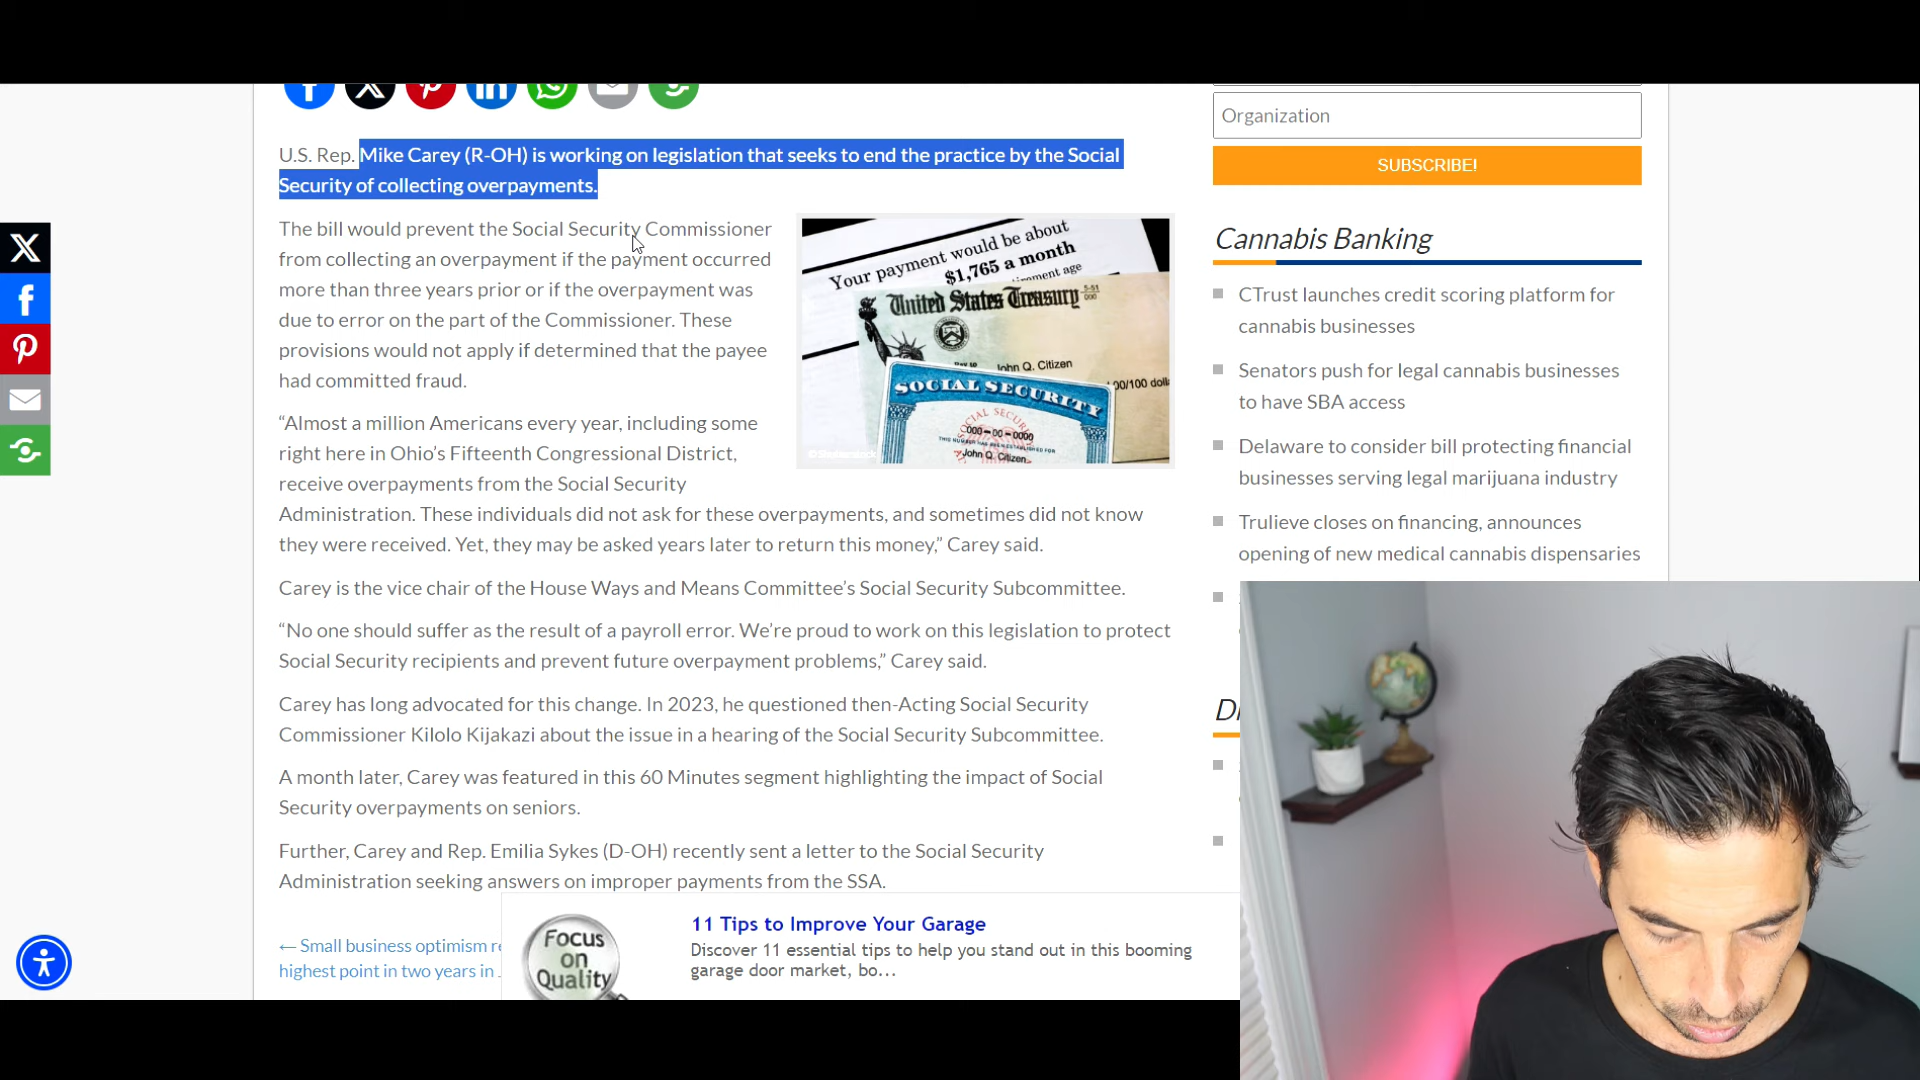 Organization
SUBSCRIBE!
U.S. Rep. Mike Carey (R-OH) is working on legislation that seeks to end the practice by the Social
Security of collecting overpayments.
The bill would prevent the Social Security Commissioner
from collecting an overpayment if the payment occurred
more than three years prior or if the overpayment was
due to error on the part of the Commissioner. These
provisions would not apply if determined that the payee
had committed fraud.
Your payment would be about
$1,765 a month
United States Treasury
John Q. Citizen
00/100
SOCIAL SECURITY
000-00-0000
THIS NUMBER HAS BEEN ESTABLISHED FOR
John Q. Citizen
© Shutterstock
“Almost a million Americans every year, including some
right here in Ohio’s Fifteenth Congressional District,
receive overpayments from the Social Security
Administration. These individuals did not ask for these overpayments, and sometimes did not know
they were received. Yet, they may be asked years later to return this money,” Carey said.
Carey is the vice chair of the House Ways and Means Committee’s Social Security Subcommittee.
“No one should suffer as the result of a payroll error. We’re proud to work on this legislation to protect
Social Security recipients and prevent future overpayment problems,” Carey said.
Carey has long advocated for this change. In 2023, he questioned then-Acting Social Security
Commissioner Kilolo Kijakazi about the issue in a hearing of the Social Security Subcommittee.
A month later, Carey was featured in this 60 Minutes segment highlighting the impact of Social
Security overpayments on seniors.
Further, Carey and Rep. Emilia Sykes (D-OH) recently sent a letter to the Social Security
Administration seeking answers on improper payments from the SSA.
← Small business optimism
highest point in two years in
Focus
on
Quality
11 Tips to Improve Your Garage
Discover 11 essential tips to help you stand out in this booming
garage door market, bo...
Cannabis Banking
CTrust launches credit scoring platform for
cannabis businesses
Senators push for legal cannabis businesses
to have SBA access
Delaware to consider bill protecting financial
businesses serving legal marijuana industry
Trulieve closes on financing, announces
opening of new medical cannabis dispensaries